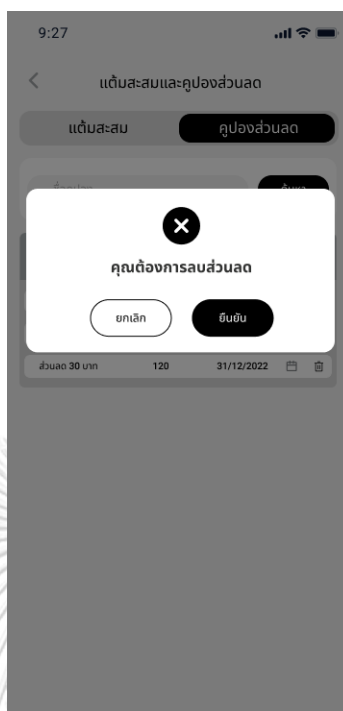 9:27
แต้มสะสมและคูปองส่วนลด
แต้มสะสม คูปองส่วนลด
คุณต้องการลบส่วนลด
ยกเลิก ยืนยัน
ส่วนลด 30 บาท 120 31/12/2022